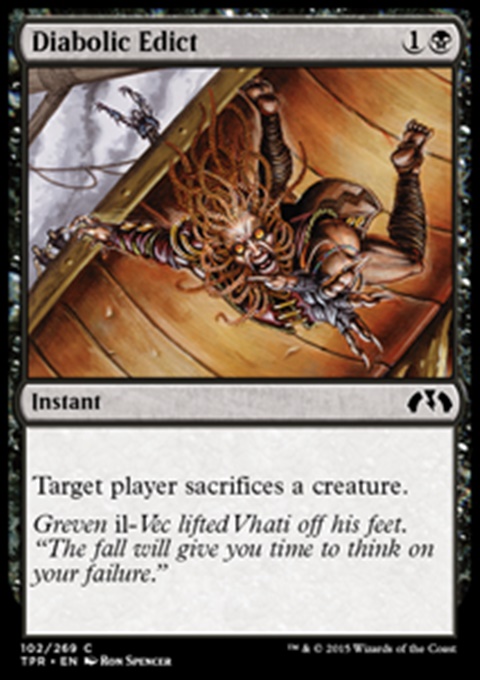 Diabolic Edict 1
Instant
Target player sacrifices a creature.
Greven il-Vec lifted Vhati off his feet.
“The fall will give you time to think on
your failure.”
102/269 C
TPR • EN Ron Spencer
™ & © 2015 Wizards of the Coast